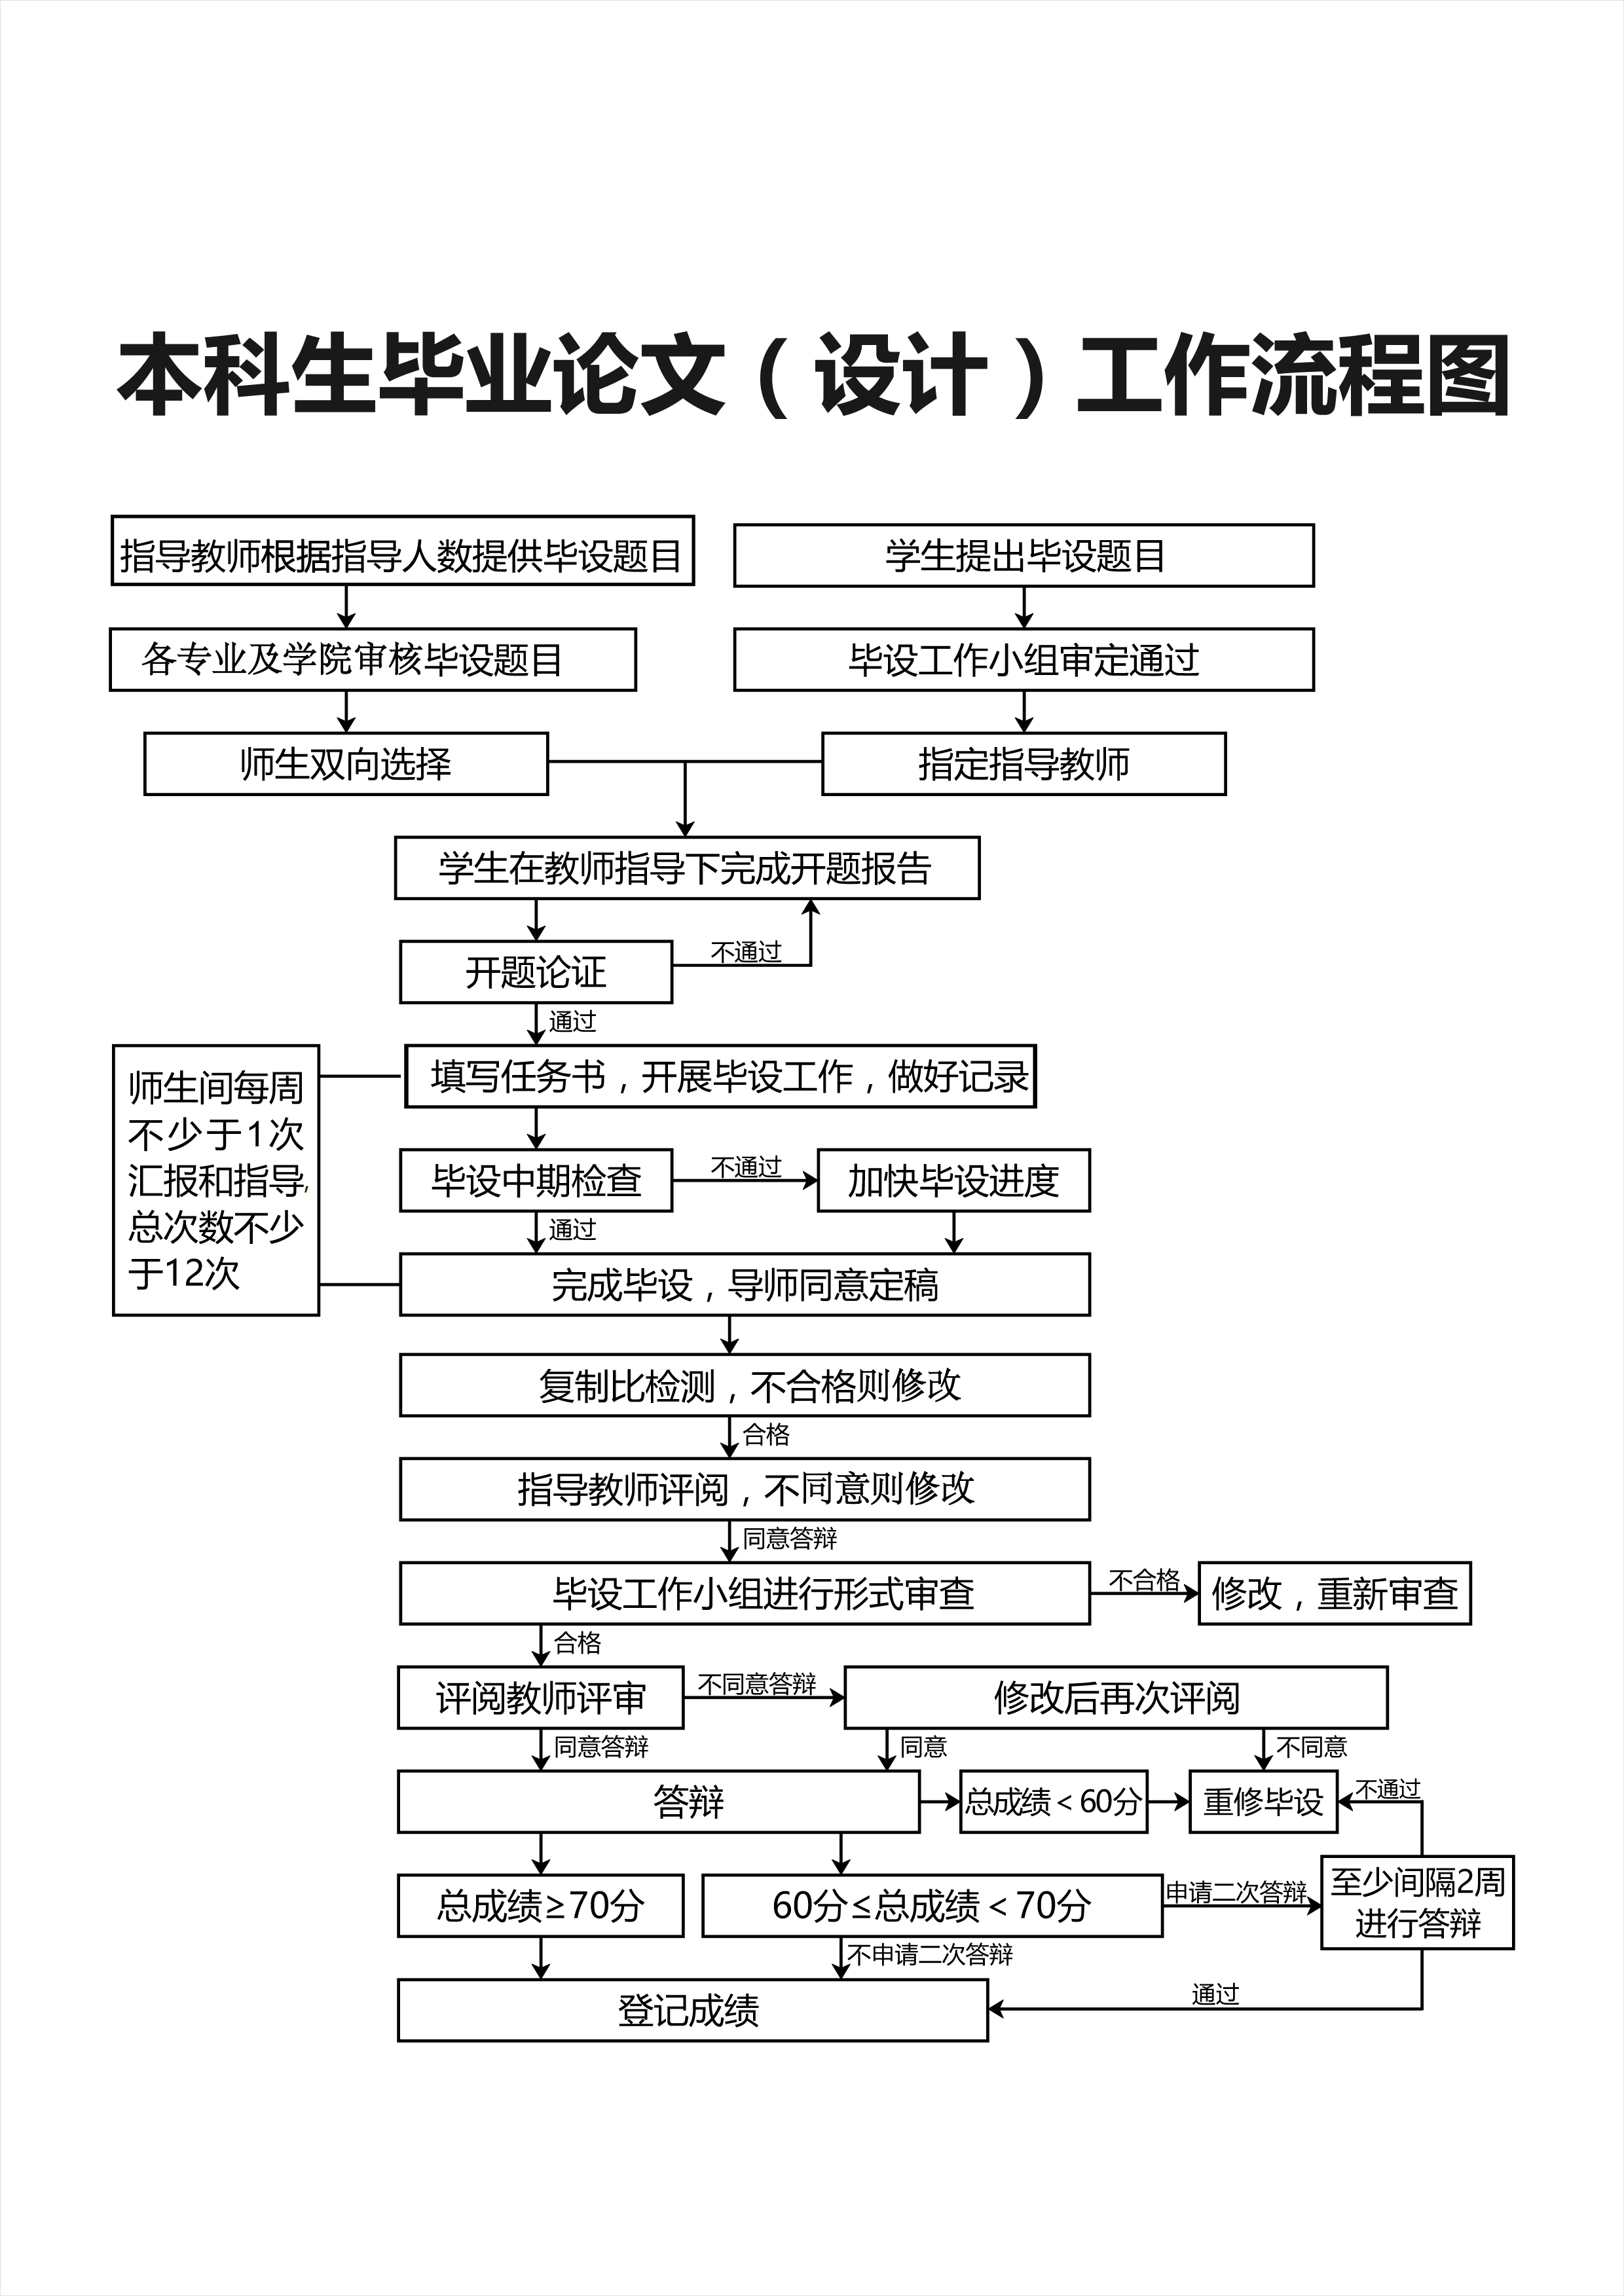 本科生毕业论文（设计）工作流程图
指导教师根据指导人数提供毕设题目
学生提出毕设题目
各专业及学院审核毕设题目
毕设工作小组审定通过
师生双向选择
指定指导教师
学生在教师指导下完成开题报告
开题论证
不通过
通过
填写任务书，开展毕设工作，做好记录
师生间每周
不少于1次
汇报和指导,
总次数不少
于12次
毕设中期检查
不通过
加快毕设进度
通过
完成毕设，导师同意定稿
复制比检测，不合格则修改
合格
指导教师评阅，不同意则修改
同意答辩
毕设工作小组进行形式审查
不合格
修改，重新审查
合格
评阅教师评审
不同意答辩
修改后再次评阅
同意答辩
同意
不同意
答辩
总成绩＜60分
重修毕设
不通过
总成绩≥70分
60分≤总成绩＜70分
申请二次答辩
至少间隔2周
进行答辩
不申请二次答辩
登记成绩
通过